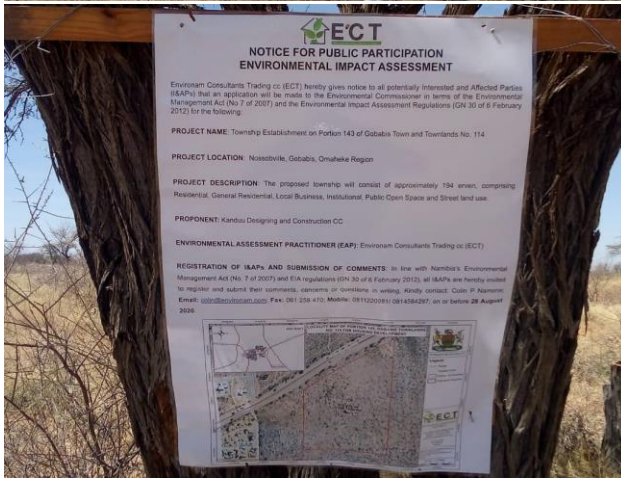 ECT
NOTICE FOR PUBLIC PARTICIPATION
ENVIRONMENTAL IMPACT ASSESSMENT
Environam Consultants Trading cc (ECT) hereby gives notice to all potentially Interested and Affected Parties
(I&APs) that an application will be made to the Environmental Commissioner in terms of the Environmental
Management Act (No 7 of 2007) and the Environmental Impact Assessment Regulations (GN 30 of 6 February
2012) for the following:
PROJECT NAME: Township Establishment on Portion 143 of Gobabis Town and Townlands No. 114
PROJECT LOCATION: Nossobville, Gobabis, Omaheke Region
PROJECT DESCRIPTION: The proposed township will consist of approximately 194 erven, comprising
Residential, General Residential, Local Business, Institutional, Public Open Space and Street land use.
PROPONENT: Kandou Designing and Construction CC
ENVIRONMENTAL ASSESSMENT PRACTITIONER (EAP): Environam Consultants Trading cc (ECT)
REGISTRATION OF I&APs AND SUBMISSION OF COMMENTS: In line with Namibia's Environmental
Management Act (No. 7 of 2007) and EIA regulations (GN 30 of 6 February 2012), all I&APs are hereby invited
to register and submit their comments, concerns or questions in writing, Kindly contact: Colin P Namene:
Email: colin@environam.com; Fax: 061 258 470; Mobile: on or before 28 August
2020
ECT